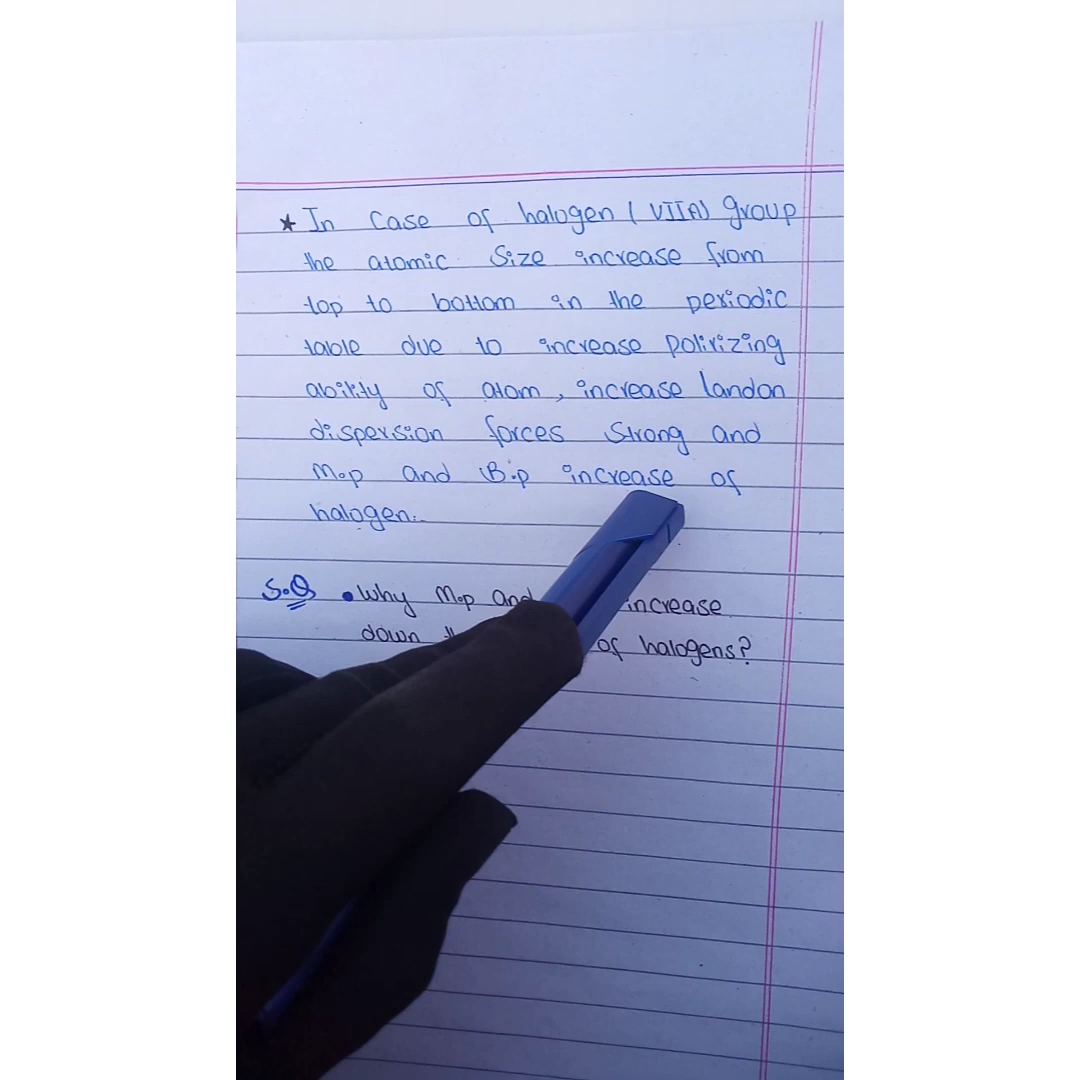 ★ In Case of halogen (VIIA) group
the atomic size increase from
top to bottom in the periodic
table due to increase polirizing
ability of atom, increase landon
dispersion forces Strong and
M.p and B.p increase of
halogen.
S.Q • Why M.p and increase
down of halogens?